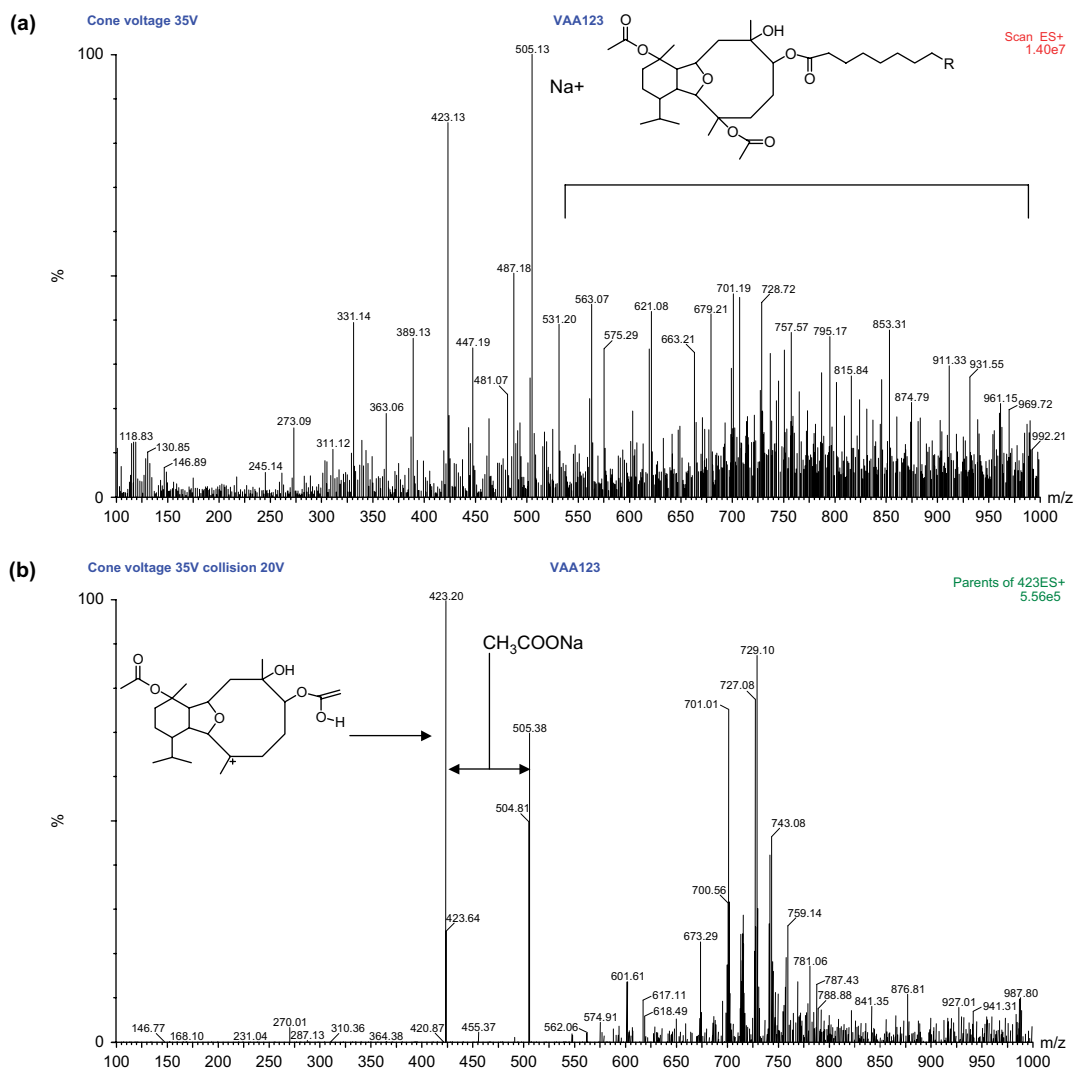 (a)
Cone voltage 35V
VAA123
Scan ES+
1.40e7
100
%
0
505.13
423.13
487.18
331.14
389.13
447.19
481.07
531.20
563.07
575.29
621.08
663.21
679.21
701.19
728.72
757.57
795.17
815.84
853.31
874.79
911.33
931.55
961.15
969.72
992.21
363.06
273.09
311.12
245.14
118.83
130.85
146.89
O
O
Na+
O
OH
O
O
R
O
O
100 150 200 250 300 350 400 450 500 550 600 650 700 750 800 850 900 950 1000 m/z
(b)
Cone voltage 35V collision 20V
VAA123
Parents of 423ES+
5.56e5
100
%
0
423.20
CH3COONa
O
O
O
OH
O
O–H
+
505.38
504.81
423.64
729.10
727.08
701.01
743.08
700.56
759.14
673.29
781.06
787.43
788.88
601.61
617.11
618.49
574.91
562.06
841.35
876.81
927.01
941.31
987.80
146.77
168.10
231.04
270.01
287.13
310.36
364.38
420.87
455.37
100 150 200 250 300 350 400 450 500 550 600 650 700 750 800 850 900 950 1000 m/z